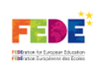 FEDE
FEDEration for European Education
FEDEration Européenne des Ecoles